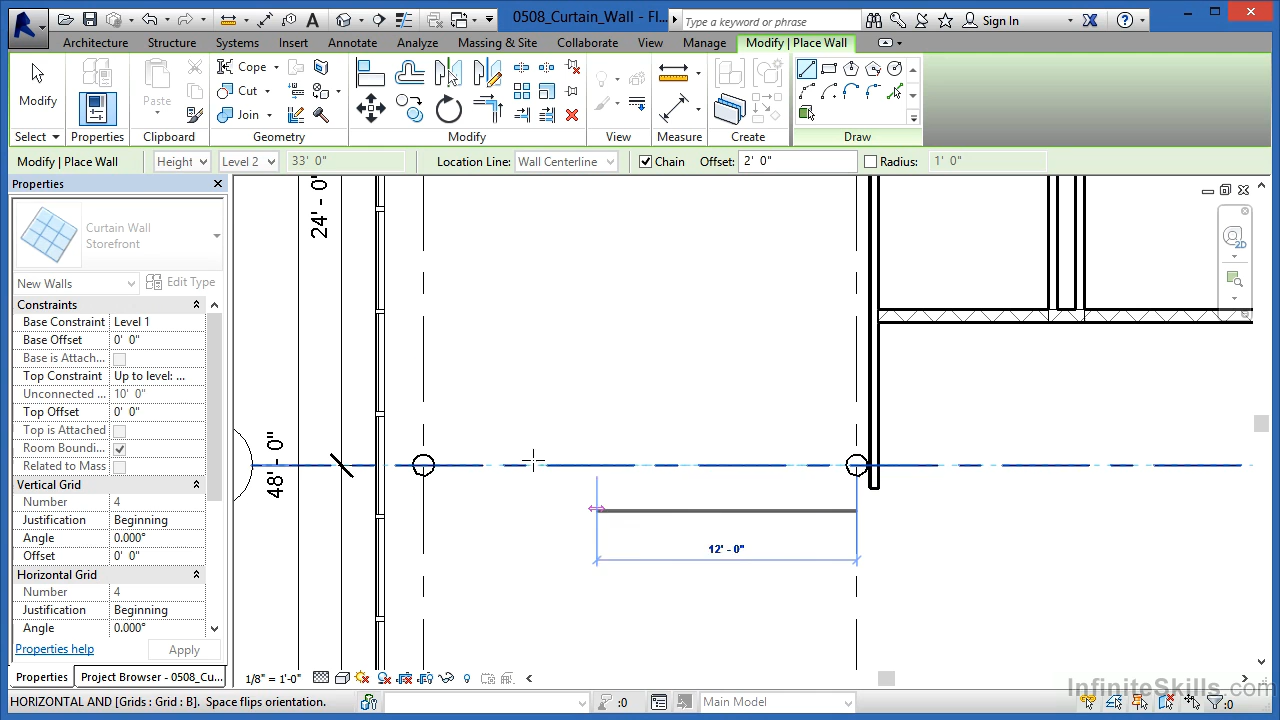 0508_Curtain_Wall - Fl...
Type a keyword or phrase
Sign In
Architecture
Structure
Systems
Insert
Annotate
Analyze
Massing & Site
Collaborate
View
Manage
Modify | Place Wall
Modify
Paste
Cope
Cut
Join
Select
Properties
Clipboard
Geometry
Modify
View
Measure
Create
Draw
Modify | Place Wall
Height
Level 2
33' 0"
Location Line:
Wall Centerline
Chain
Offset:
2' 0"
Radius:
1' 0"
Properties
Curtain Wall
Storefront
New Walls
Edit Type
Constraints
Base Constraint Level 1
Base Offset 0' 0"
Base is Attach...
Top Constraint Up to level: ...
Unconnected ... 10' 0"
Top Offset 0' 0"
Top is Attached
Room Boundi...
Related to Mass
Vertical Grid
Number 4
Justification Beginning
Angle 0.000°
Offset 0' 0"
Horizontal Grid
Number 4
Justification Beginning
Angle 0.000°
Properties help
Apply
Properties
Project Browser - 0508_Cu...
24' - 0"
48' - 0"
12' - 0"
2D
1/8" = 1'-0"
InfiniteSkills.com
HORIZONTAL AND [Grids : Grid : B]. Space flips orientation.
:0
Main Model
:0